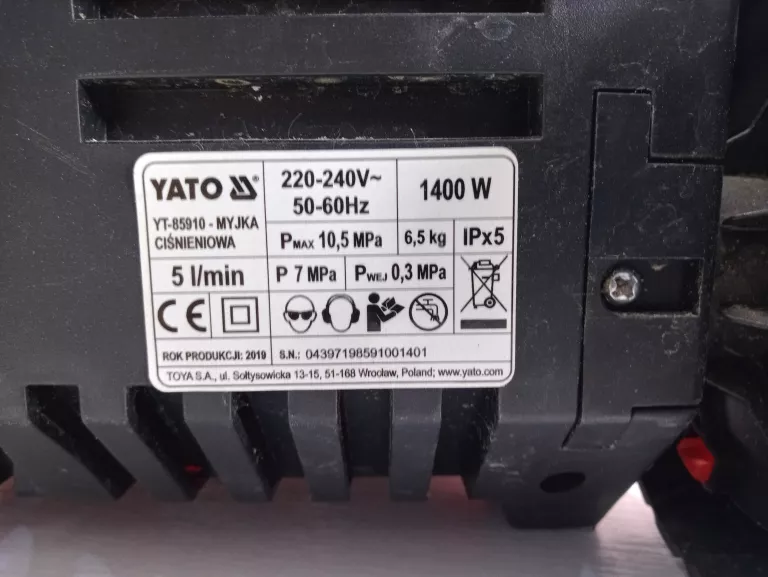 YATO ®
YT-85910 - MYJKA
CIŚNIENIOWA
220-240V~
50-60Hz
1400 W
PMAX 10,5 MPa
6,5 kg
IPx5
5 l/min
P 7 MPa
PWEJ 0,3 MPa
CE
ROK PRODUKCJI: 2019
S.N.: 04397198591001401
TOYA S.A., ul. Sołtysowicka 13-15, 51-168 Wrocław, Poland; www.yato.com